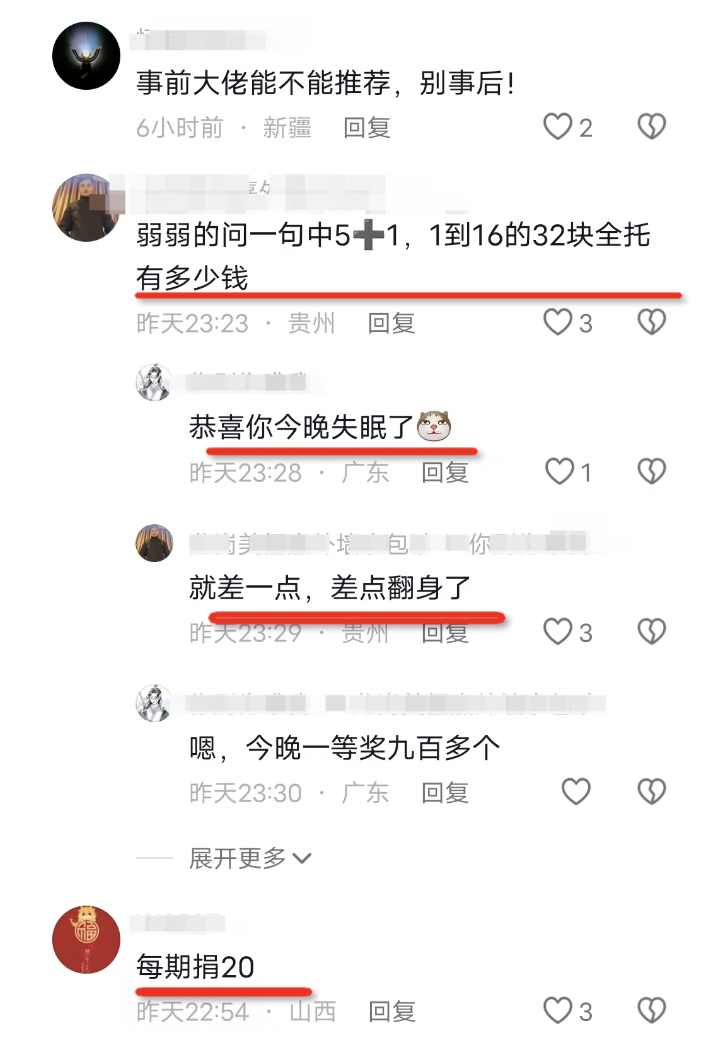 事前大佬能不能推荐，别事后！
6小时前 · 新疆 回复 2
弱弱的问一句中5➕1，1到16的32块全托
有多少钱
昨天23:23 · 贵州 回复 3
恭喜你今晚失眠了
昨天23:28 · 广东 回复 1
就差一点，差点翻身了
昨天23:29 · 贵州 回复 3
嗯，今晚一等奖九百多个
昨天23:30 · 广东 回复
展开更多
福
每期捐20
昨天22:54 · 山西 回复 3